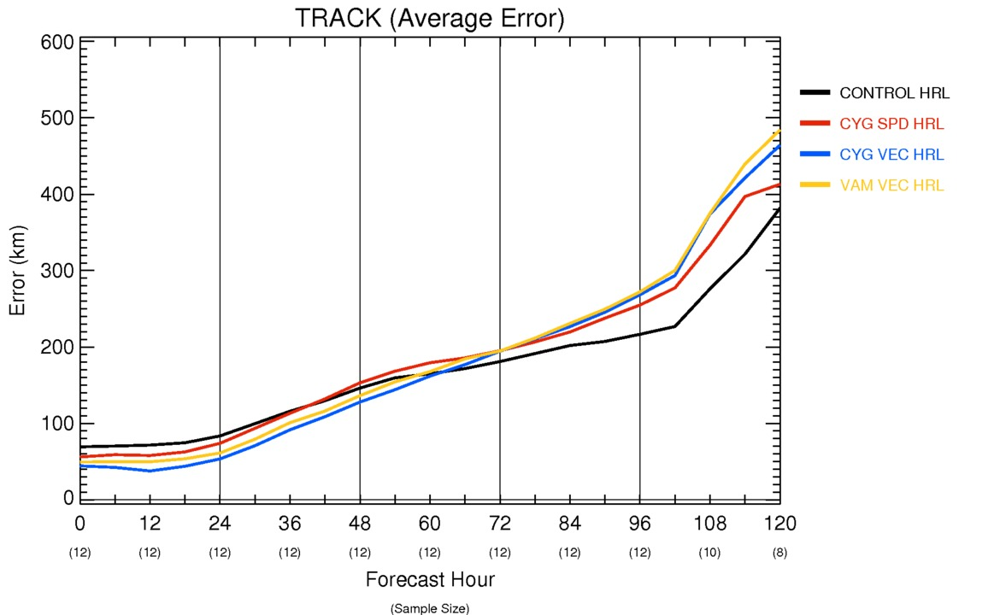 TRACK (Average Error)
600
500
400
300
200
100
0
Error (km)
0 12 24 36 48 60 72 84 96 108 120
(12) (12) (12) (12) (12) (12) (12) (12) (12) (10) (8)
Forecast Hour
(Sample Size)
CONTROL HRL
CYG SPD HRL
CYG VEC HRL
VAM VEC HRL